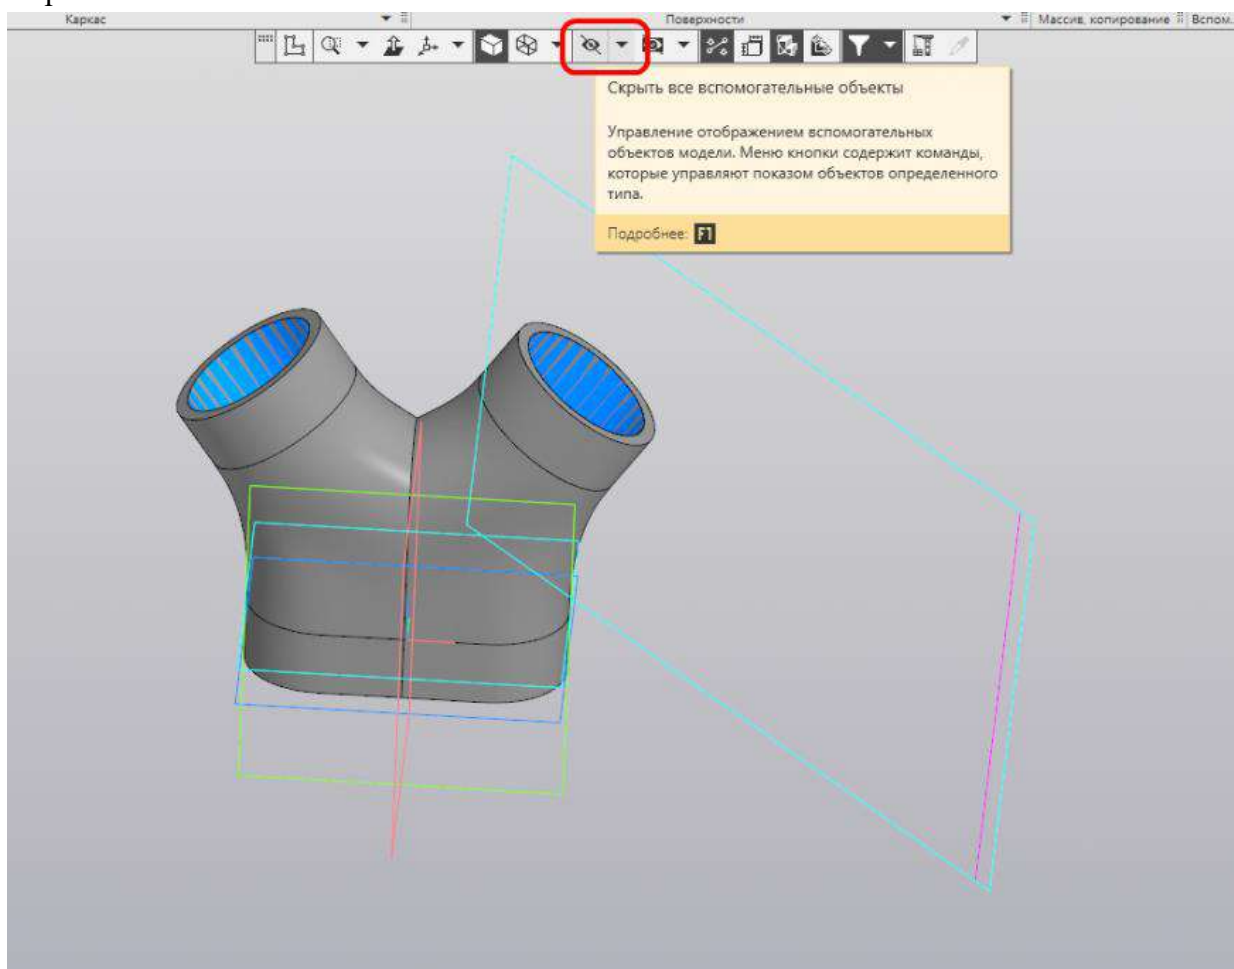 Каркас
Поверхности
Массив, копирование
Вспом.
Скрыть все вспомогательные объекты
Управление отображением вспомогательных
объектов модели. Меню кнопки содержит команды,
которые управляют показом объектов определенного
типа.
Подробнее: F1